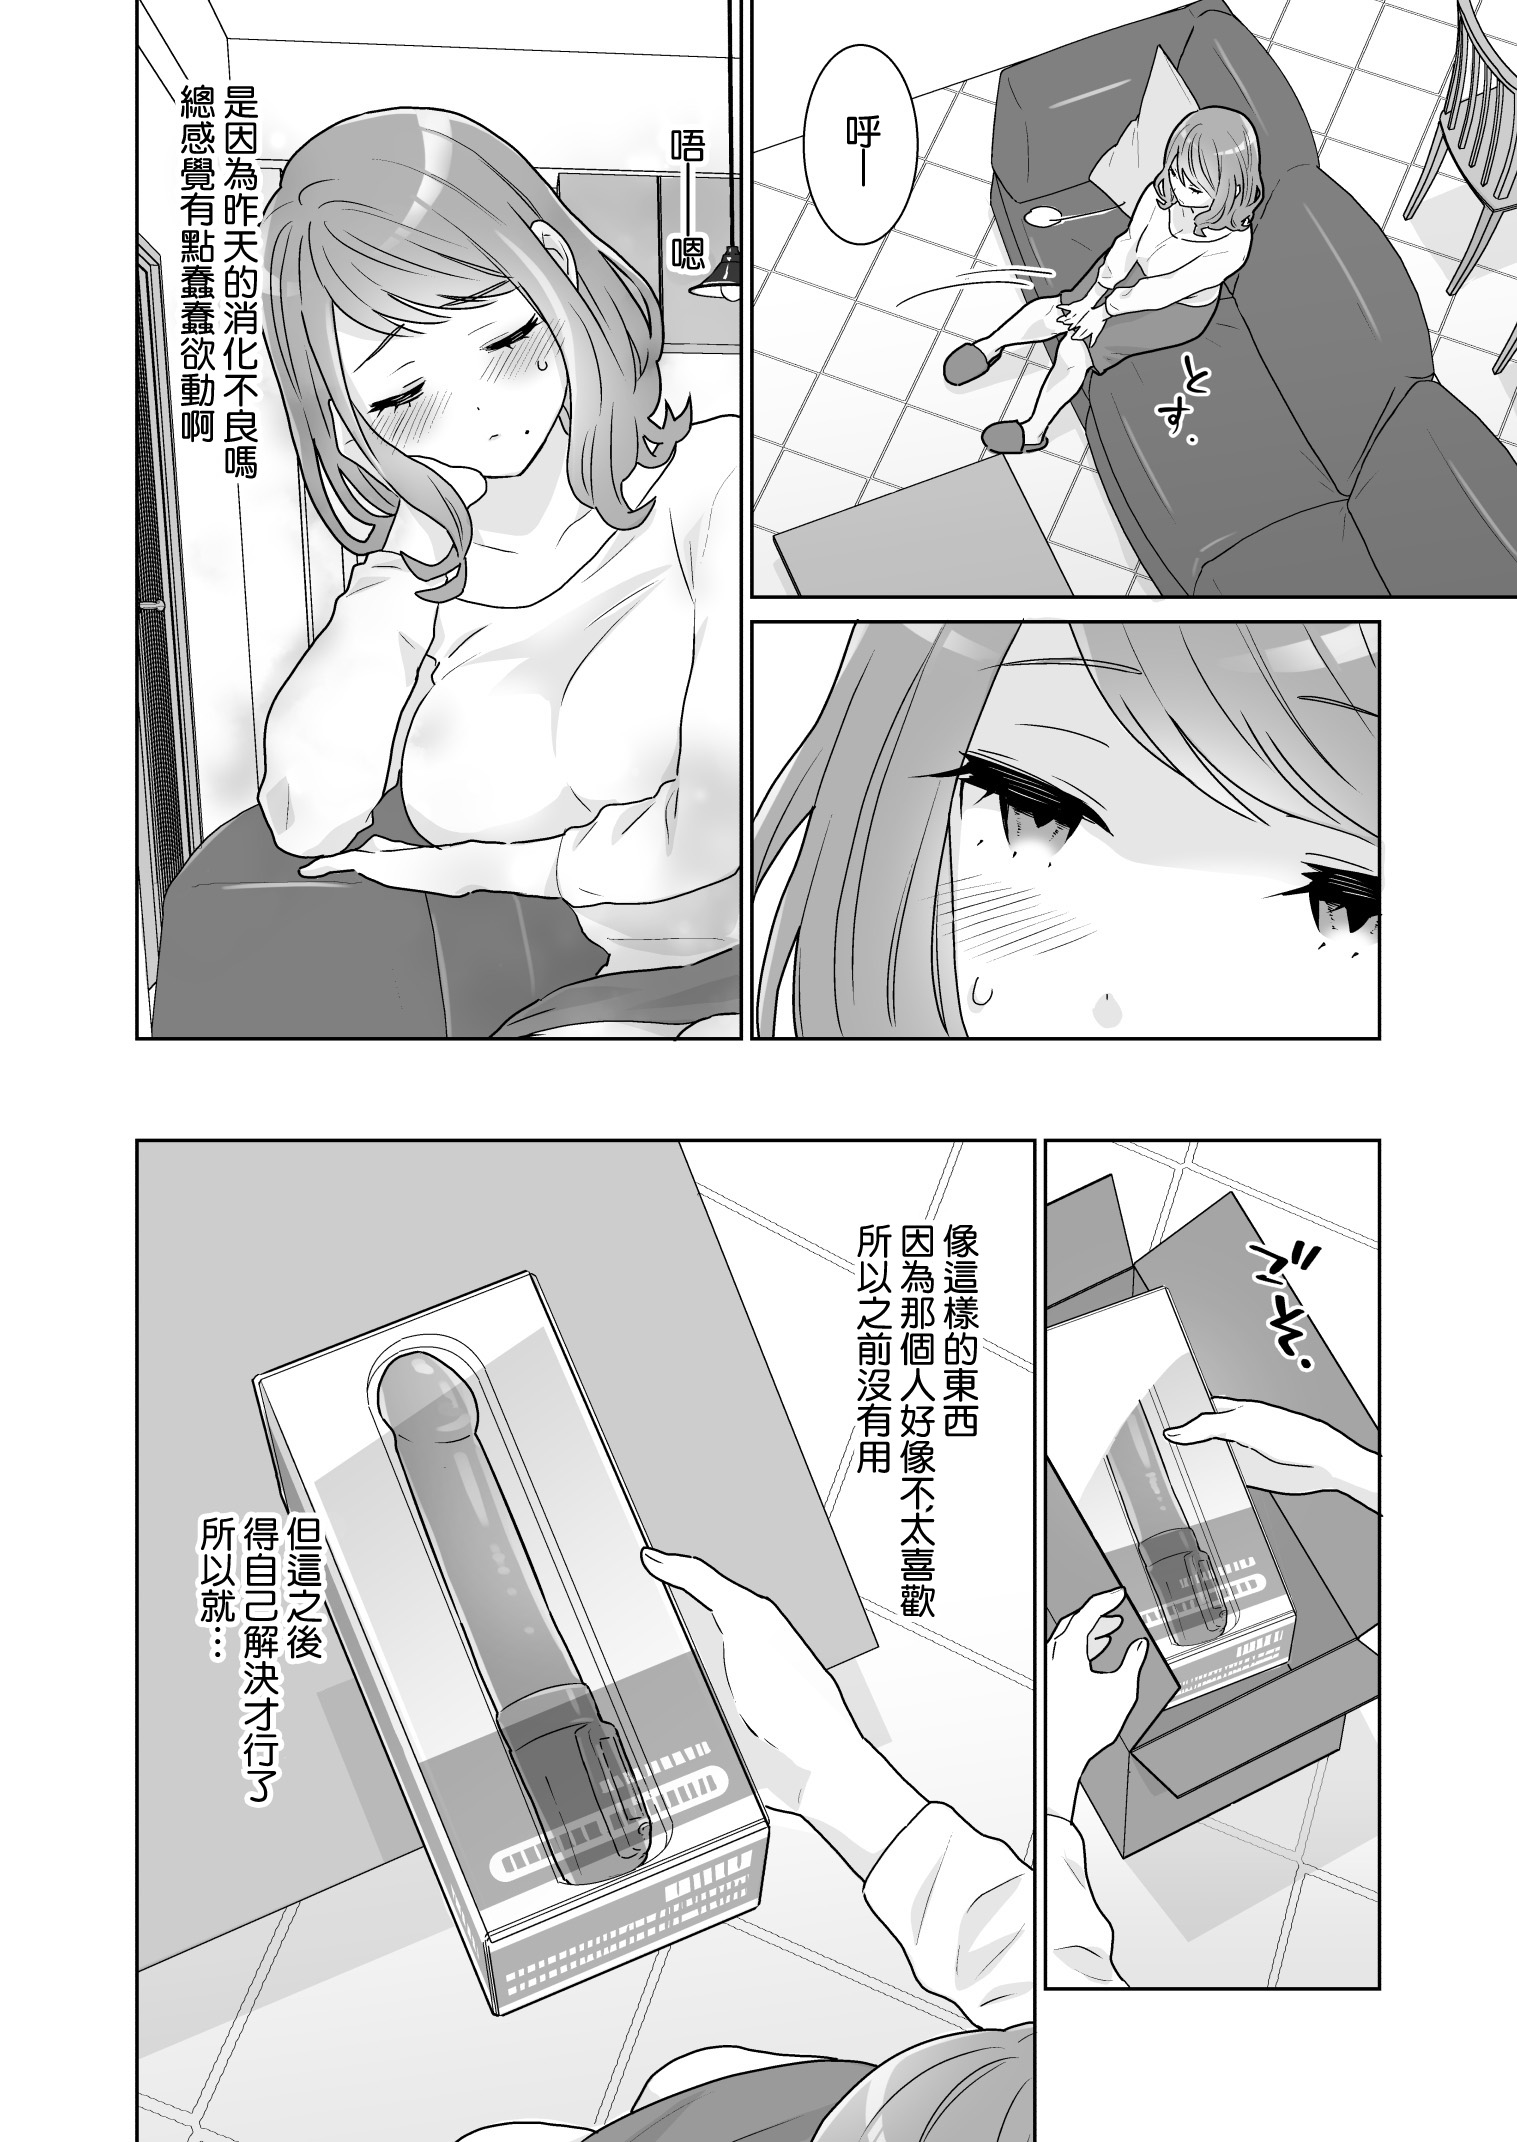 呼ー
とす.
唔──嗯
是因為昨天的消化不良嗎
總感覺有點蠢蠢欲動啊
ごそ.
像這樣的東西
因為那個人好像不太喜歡
所以之前沒有用
但這之後
得自己解決才行了
所以就…